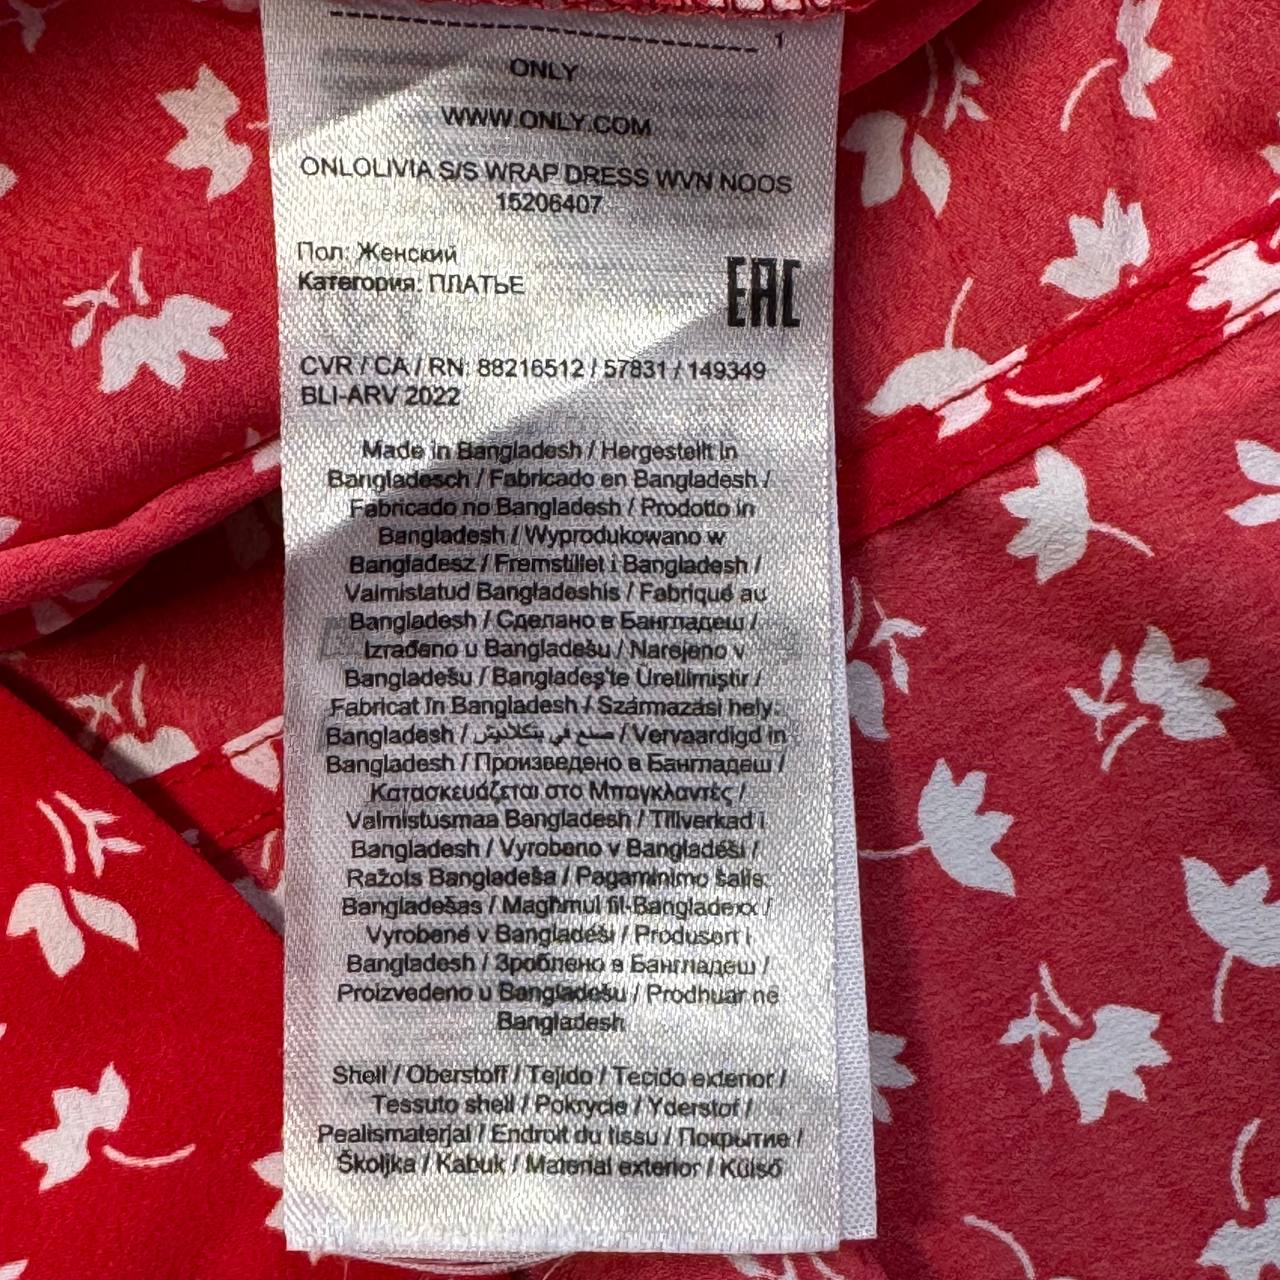 1
ONLY
WWW.ONLY.COM
ONLOLIVIA S/S WRAP DRESS WVN NOOS
15206407
Пол: Женский
Категория: ПЛАТЬЕ
EAC
CVR / CA / RN: 88216512 / 57831 / 149349
BLI-ARV 2022
Made in Bangladesh / Hergestellt in
Bangladesch / Fabricado en Bangladesh /
Fabricado no Bangladesh / Prodotto in
Bangladesh / Wyprodukowano w
Bangladesz / Fremstillet i Bangladesh /
Valmistatud Bangladeshis / Fabriqué au
Bangladesh / Сделано в Бангладеш /
Izrađeno u Bangladešu / Narejeno v
Bangladešu / Bangladeş'te Üretilmiştir /
Fabricat în Bangladesh / Származási hely:
Bangladesh / صنع في بنكلاديش / Vervaardigd in
Bangladesh / Произведено в Бангладеш /
Κατασκευάζεται στο Μπαγκλαντές /
Valmistusmaa Bangladesh / Tillverkad i
Bangladesh / Vyrobeno v Bangladéši /
Ražots Bangladeša / Pagaminimo šalis:
Bangladešas / Magħmul fil-Bangladexx /
Vyrobené v Bangladéši / Produsert i
Bangladesh / Зроблено в Бангладеш /
Proizvedeno u Bangladešu / Prodhuar në
Bangladesh
Shell / Oberstoff / Tejido / Tecido exterior /
Tessuto shell / Pokrycie / Yderstof /
Pealismaterjal / Endroit du tissu / Покрытие /
Školjka / Kabuk / Material exterior / Külső